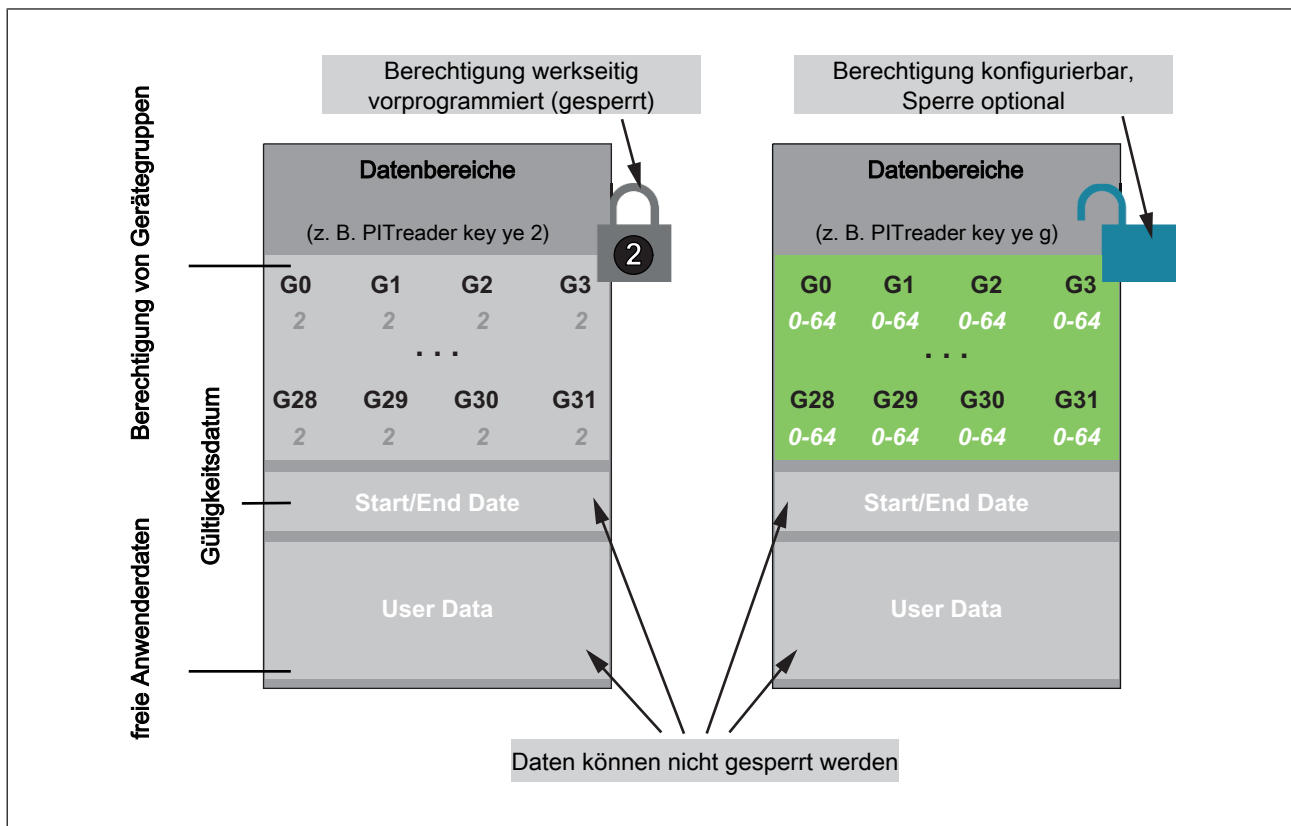 Berechtigung werkseitig
vorprogrammiert (gesperrt)
Berechtigung konfigurierbar,
Sperre optional
Berechtigung von Gerätegruppen
Gültigkeitsdatum
freie Anwenderdaten
Datenbereiche
(z. B. PITreader key ye 2)
2
G0 G1 G2 G3
2 2 2 2
. . .
G28 G29 G30 G31
2 2 2 2
Start/End Date
User Data
Datenbereiche
(z. B. PITreader key ye g)
G0 G1 G2 G3
0-64 0-64 0-64 0-64
. . .
G28 G29 G30 G31
0-64 0-64 0-64 0-64
Start/End Date
User Data
Daten können nicht gesperrt werden